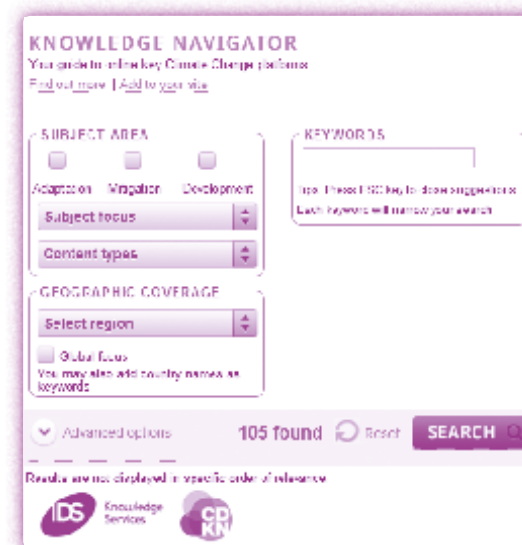 KNOWLEDGE NAVIGATOR
Your guide to online key Climate Change platforms
Find out more | Add to your site
SUBJECT AREA
Adaptation Mitigation Development
Subject focus
Content types
GEOGRAPHIC COVERAGE
Select region
Global focus
You may also add country names as
keywords
KEYWORDS
Tips: Press ESC key to close suggestions
Each keyword will narrow your search
Advanced options 105 found Reset SEARCH
Results are not displayed in specific order of relevance
IDS Knowledge
Services
CD
KN